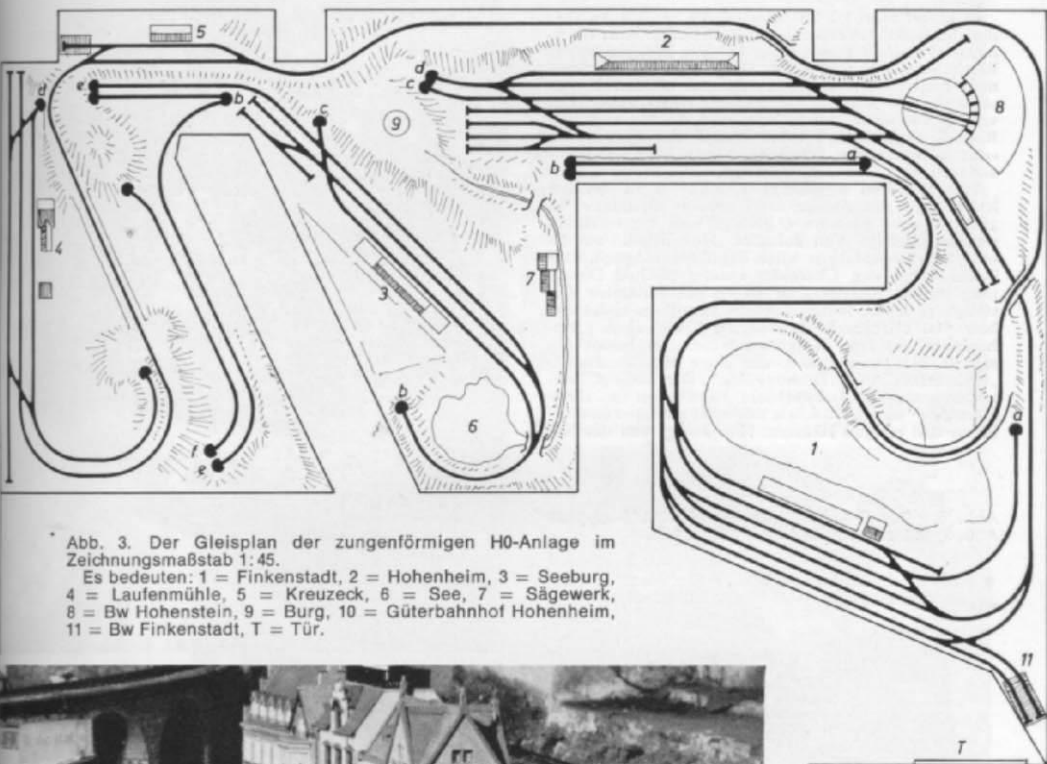 5
2
d
e
b
c
d
c
9
8
b
a
4
3
7
b
6
1
a
f
e
Abb. 3. Der Gleisplan der zungenförmigen H0-Anlage im
Zeichnungsmaßstab 1:45.
Es bedeuten: 1 = Finkenstadt, 2 = Hohenheim, 3 = Seeburg,
4 = Laufenmühle, 5 = Kreuzeck, 6 = See, 7 = Sägewerk,
8 = Bw Hohenstein, 9 = Burg, 10 = Güterbahnhof Hohenheim,
11 = Bw Finkenstadt, T = Tür.
11
T